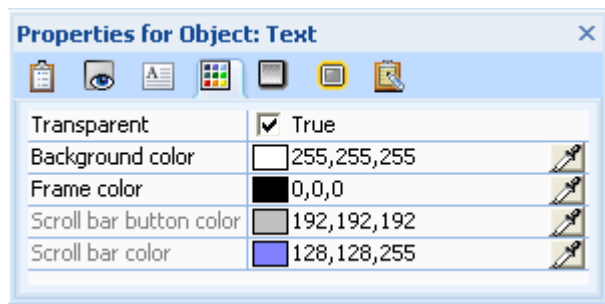 Properties for Object: Text
Transparent True
Background color 255,255,255
Frame color 0,0,0
Scroll bar button color 192,192,192
Scroll bar color 128,128,255